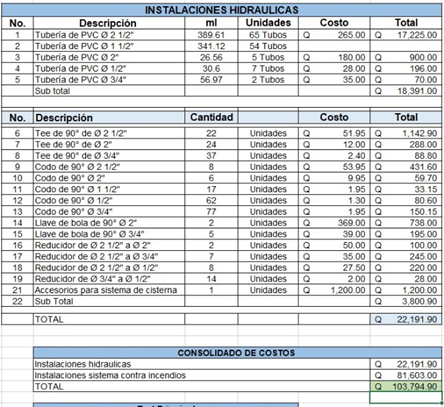 INSTALACIONES HIDRAULICAS
No. Descripción ml Unidades Costo Total
1 Tubería de PVC Ø 2 1/2" 389.61 65 Tubos Q 265.00 Q 17,225.00
2 Tubería de PVC Ø 1 1/2" 341.12 54 Tubos
3 Tubería de PVC Ø 2" 26.56 5 Tubos Q 180.00 Q 900.00
4 Tubería de PVC Ø 1/2" 30.6 7 Tubos Q 28.00 Q 196.00
5 Tubería de PVC Ø 3/4" 56.97 2 Tubos Q 35.00 Q 70.00
Sub total Q 18,391.00
No. Descripción Cantidad Costo Total
6 Tee de 90° de Ø 2 1/2" 22 Unidades Q 51.95 Q 1,142.90
7 Tee de 90° de Ø 2" 24 Unidades Q 12.00 Q 288.00
8 Tee de 90° de Ø 3/4" 37 Unidades Q 2.40 Q 88.80
9 Codo de 90° Ø 2 1/2" 8 Unidades Q 53.95 Q 431.60
10 Codo de 90° Ø 2" 6 Unidades Q 9.95 Q 59.70
11 Codo de 90° Ø 1 1/2" 17 Unidades Q 1.95 Q 33.15
12 Codo de 90° Ø 1/2" 62 Unidades Q 1.30 Q 80.60
13 Codo de 90° Ø 3/4" 77 Unidades Q 1.95 Q 150.15
14 Llave de bola de 90° Ø 2" 2 Unidades Q 369.00 Q 738.00
15 Llave de bola de 90° Ø 3/4" 5 Unidades Q 39.00 Q 195.00
16 Reducidor de Ø 2 1/2" a Ø 2" 2 Unidades Q 50.00 Q 100.00
17 Reducidor de Ø 2 1/2" a Ø 3/4" 7 Unidades Q 35.00 Q 245.00
18 Reducidor de Ø 2 1/2" a Ø 1/2" 8 Unidades Q 27.50 Q 220.00
19 Reducidor de Ø 3/4" a Ø 1/2" 14 Unidades Q 2.00 Q 28.00
21 Accesorios para sistema de cisterna 1 Unidades Q 1,200.00 Q 1,200.00
22 Sub Total Q 3,800.90
TOTAL Q 22,191.90
CONSOLIDADO DE COSTOS
Instalaciones hidraulicas Q 22,191.90
Instalaciones sistema contra incendios Q 81,603.00
TOTAL Q 103,794.90